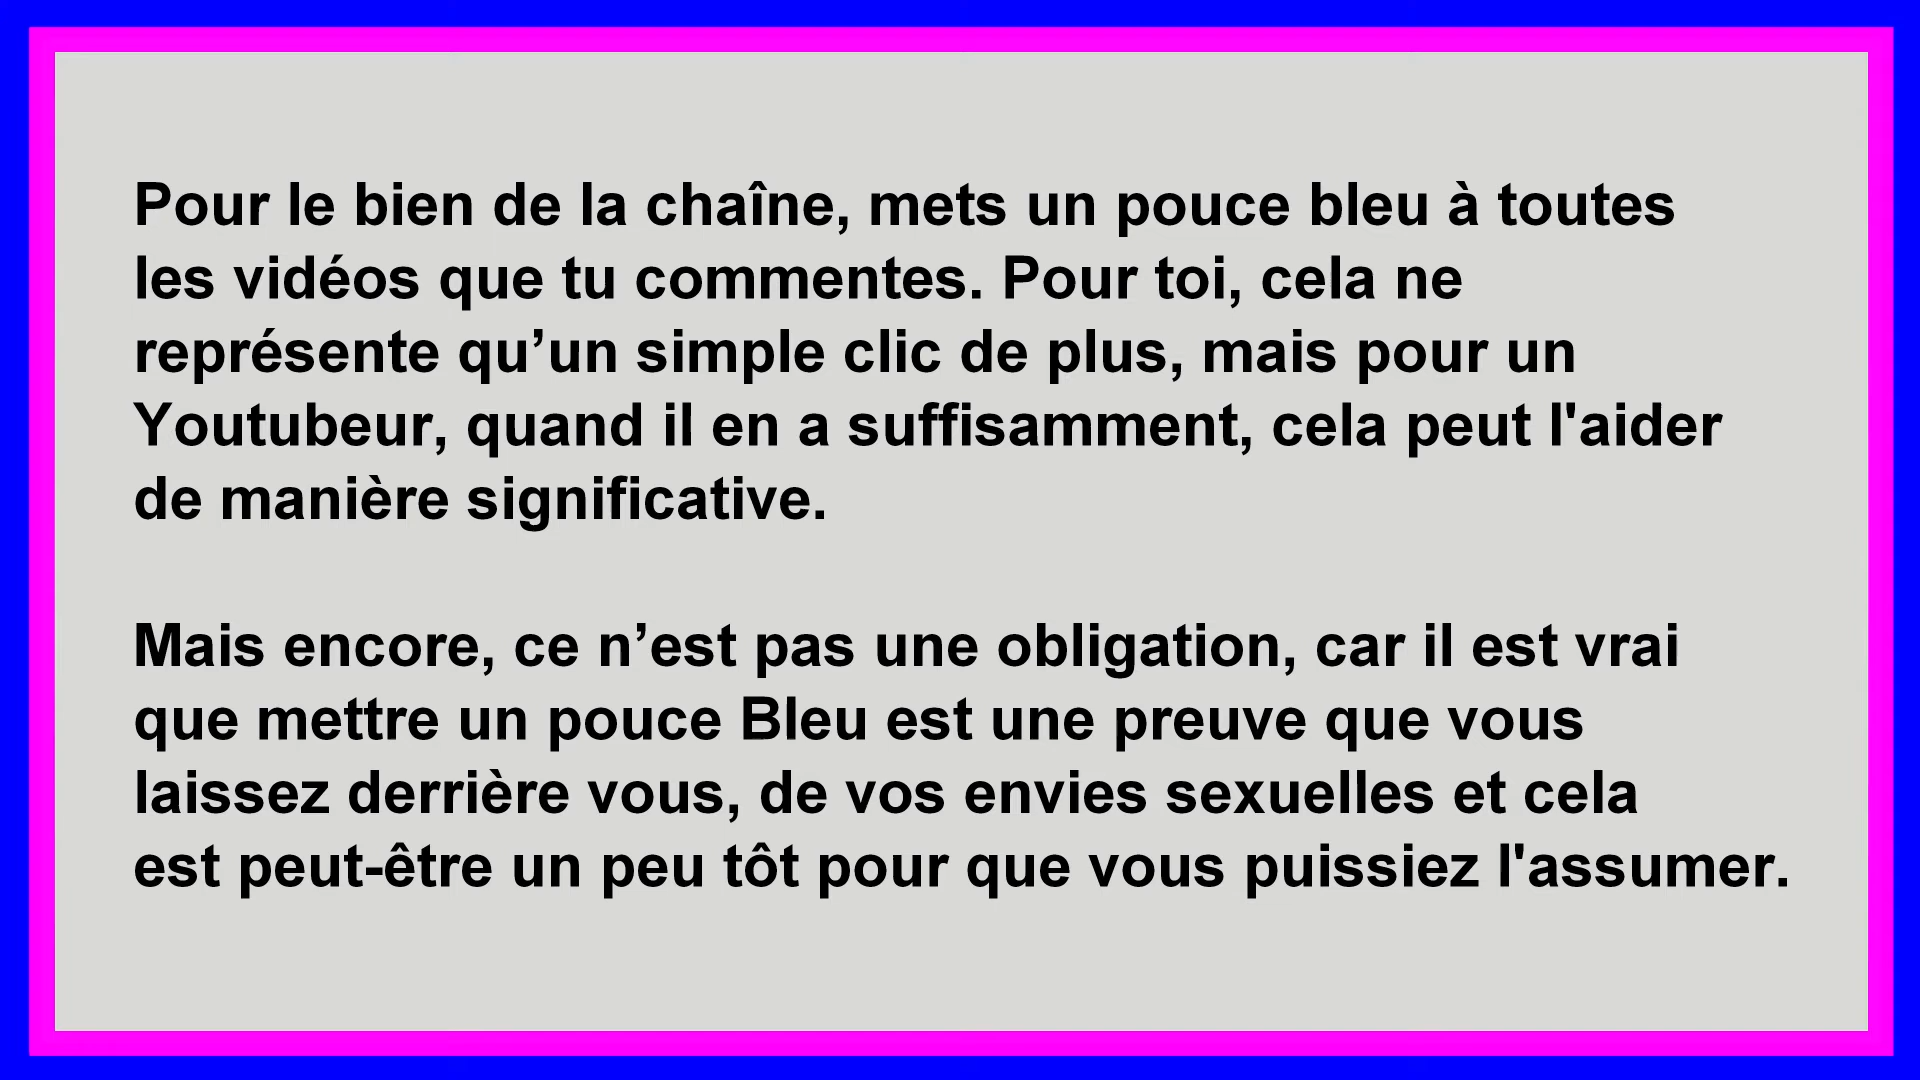 Pour le bien de la chaîne, mets un pouce bleu à toutes
les vidéos que tu commentes. Pour toi, cela ne
représente qu’un simple clic de plus, mais pour un
Youtubeur, quand il en a suffisamment, cela peut l'aider
de manière significative.
Mais encore, ce n’est pas une obligation, car il est vrai
que mettre un pouce Bleu est une preuve que vous
laissez derrière vous, de vos envies sexuelles et cela
est peut-être un peu tôt pour que vous puissiez l'assumer.